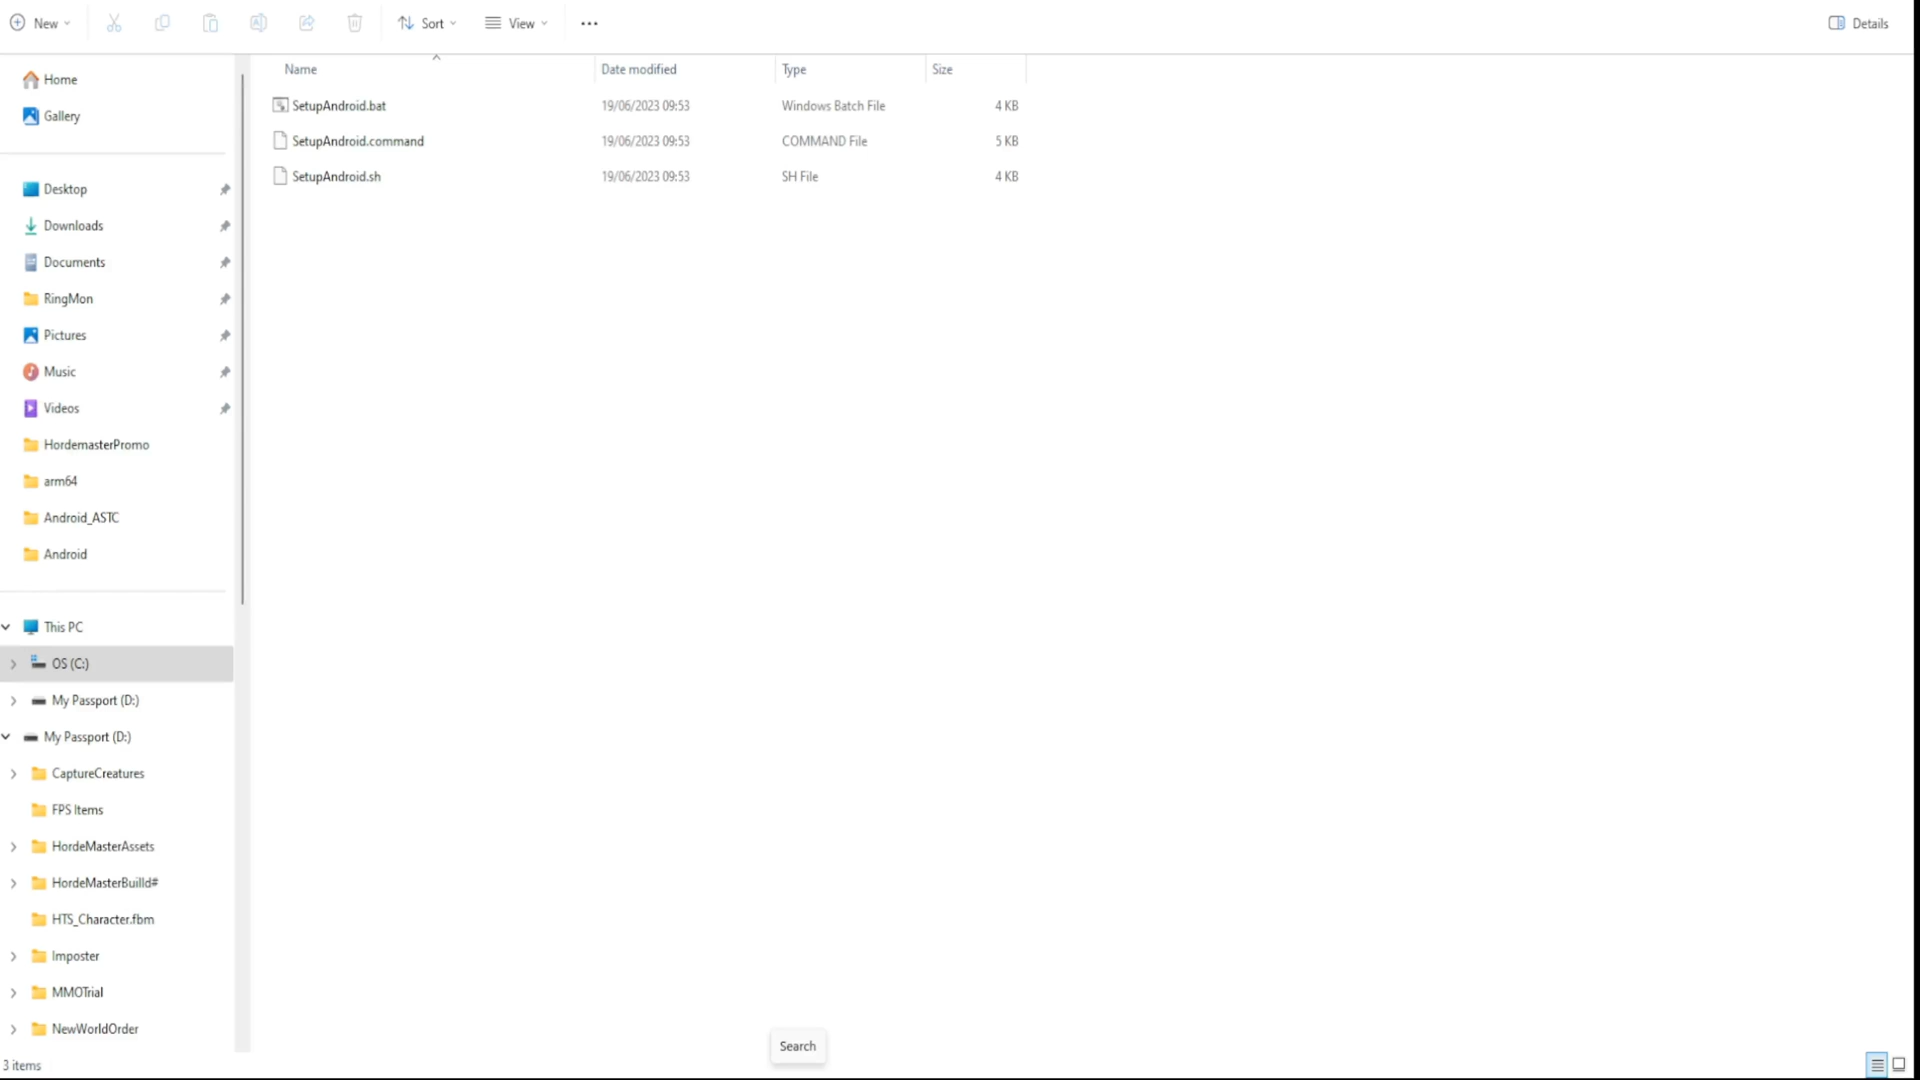 New Sort View ... Details
Name Date modified Type Size
SetupAndroid.bat 19/06/2023 09:53 Windows Batch File 4 KB
SetupAndroid.command 19/06/2023 09:53 COMMAND File 5 KB
SetupAndroid.sh 19/06/2023 09:53 SH File 4 KB
Home
Gallery
Desktop
Downloads
Documents
RingMon
Pictures
Music
Videos
HordemasterPromo
arm64
Android_ASTC
Android
This PC
OS (C:)
My Passport (D:)
My Passport (D:)
CaptureCreatures
FPS Items
HordeMasterAssets
HordeMasterBuilld#
HTS_Character.fbm
Imposter
MMOTrial
NewWorldOrder
Search
3 items